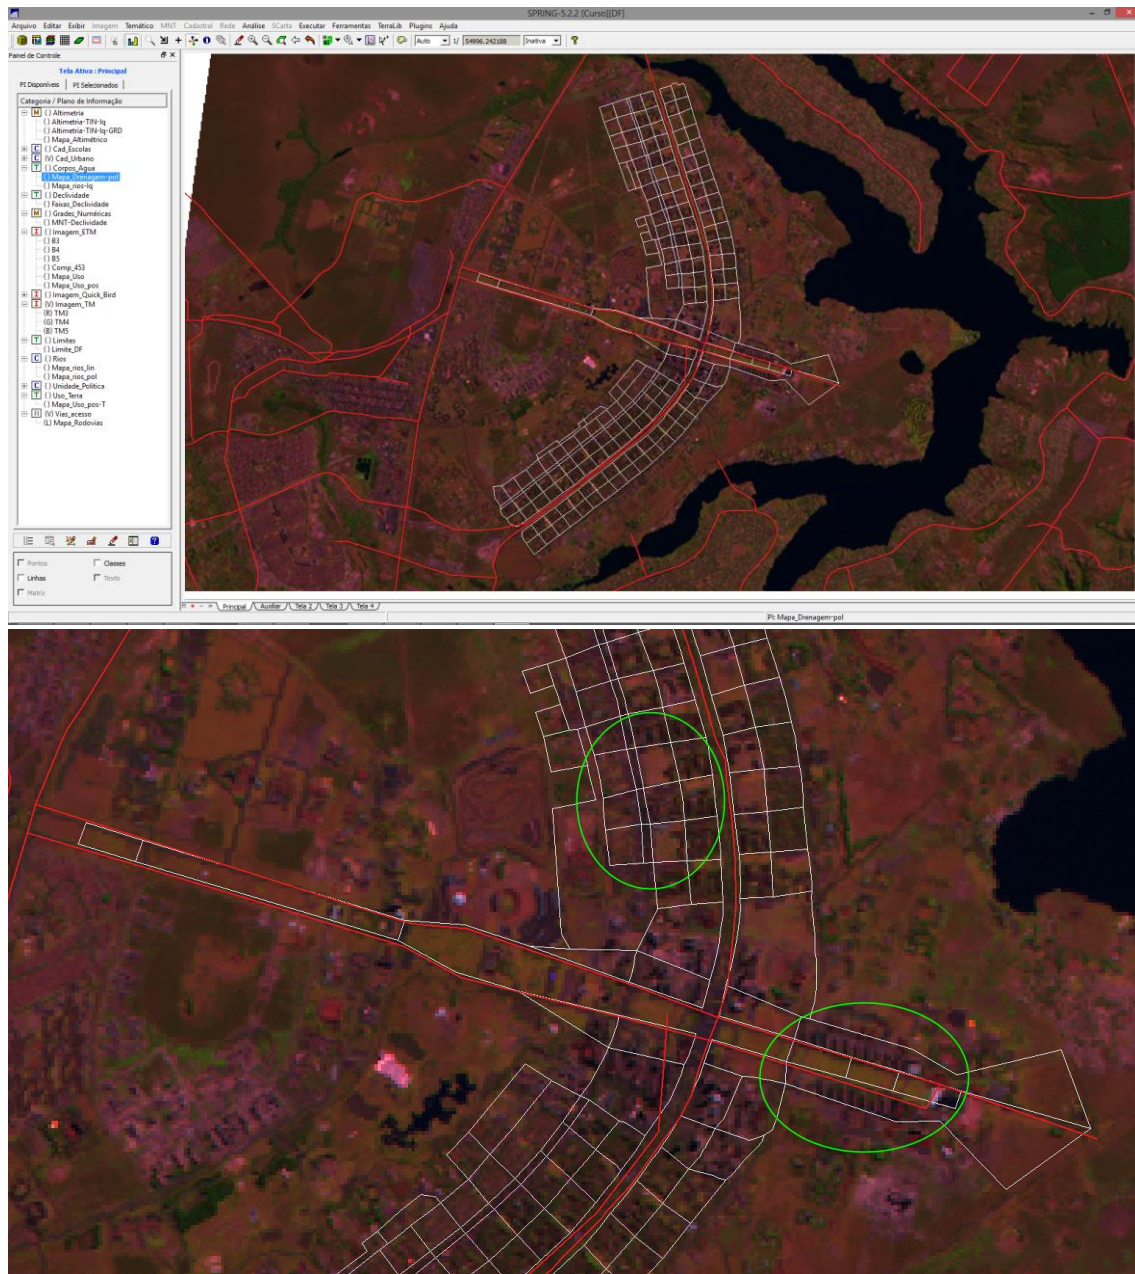 SPRING-5.2.2 [Curso][DF]
Arquivo Editar Exibir Imagem Temático MNT Cadastral Rede Análise SCarta Executar Ferramentas TerraLib Plugins Ajuda
Auto 1/ 54996.242188 Inativa
Painel de Controle
Tela Ativa : Principal
PI Disponíveis PI Selecionados
Categoria / Plano de Informação
M ( ) Altimetria
( ) Altimetria-TIN-lq
( ) Altimetria-TIN-lq-GRD
( ) Mapa_Altimétrico
C ( ) Cad_Escolas
C (V) Cad_Urbano
T ( ) Corpos_Agua
( ) Mapa_Drenagem-pol
( ) Mapa_rios-lq
T ( ) Declividade
( ) Faixas_Declividade
M ( ) Grades_Numéricas
( ) MNT-Declividade
I ( ) Imagem_ETM
( ) B3
( ) B4
( ) B5
( ) Comp_453
( ) Mapa_Uso
( ) Mapa_Uso_pos
I ( ) Imagem_Quick_Bird
I (V) Imagem_TM
(R) TM3
(G) TM4
(B) TM5
T ( ) Limites
( ) Limite_DF
C ( ) Rios
( ) Mapa_rios_lin
( ) Mapa_rios_pol
C ( ) Unidade_Politica
T ( ) Uso_Terra
( ) Mapa_Uso_pos-T
R (V) Vias_acesso
(L) Mapa_Rodovias
Pontos Classes
Linhas Texto
Matriz
Principal Auxiliar Tela 2 Tela 3 Tela 4
PI: Mapa_Drenagem-pol